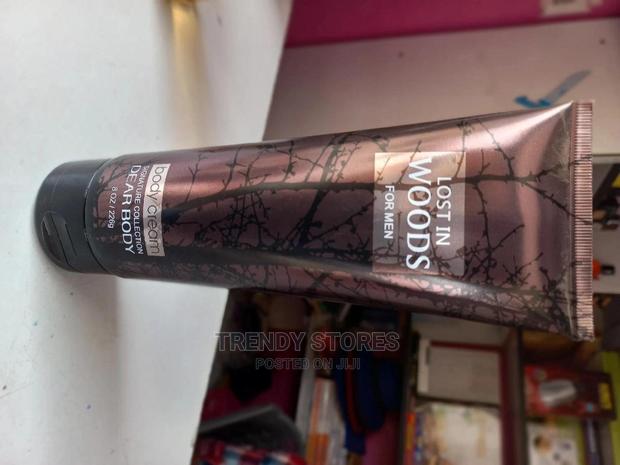 LOST IN
WOODS
FOR MEN
body cream
SIGNATURE COLLECTION
DEAR BODY
8 OZ / 226g
TRENDY STORES
POSTED ON JIJI